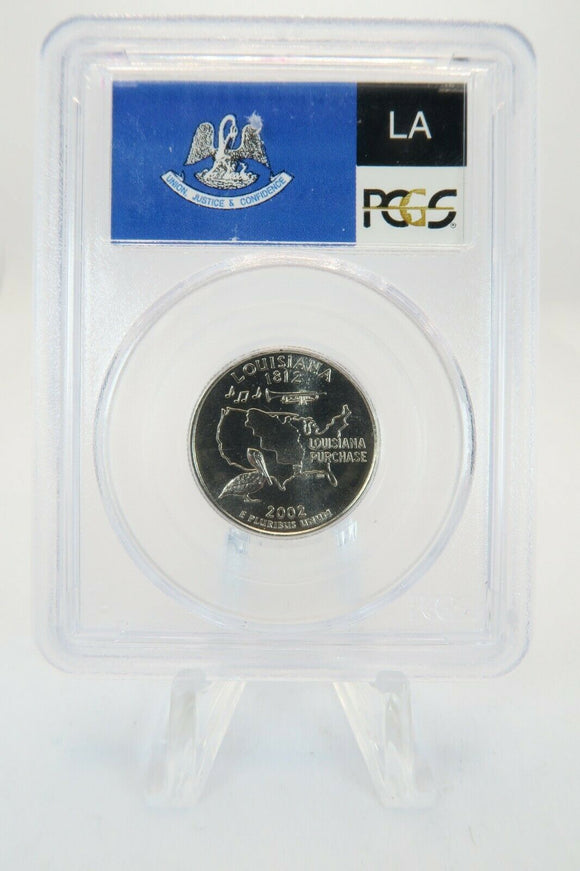 LA
UNION JUSTICE & CONFIDENCE
PCGS®
LOUISIANA
1812
LOUISIANA
PURCHASE
2002
E PLURIBUS UNUM